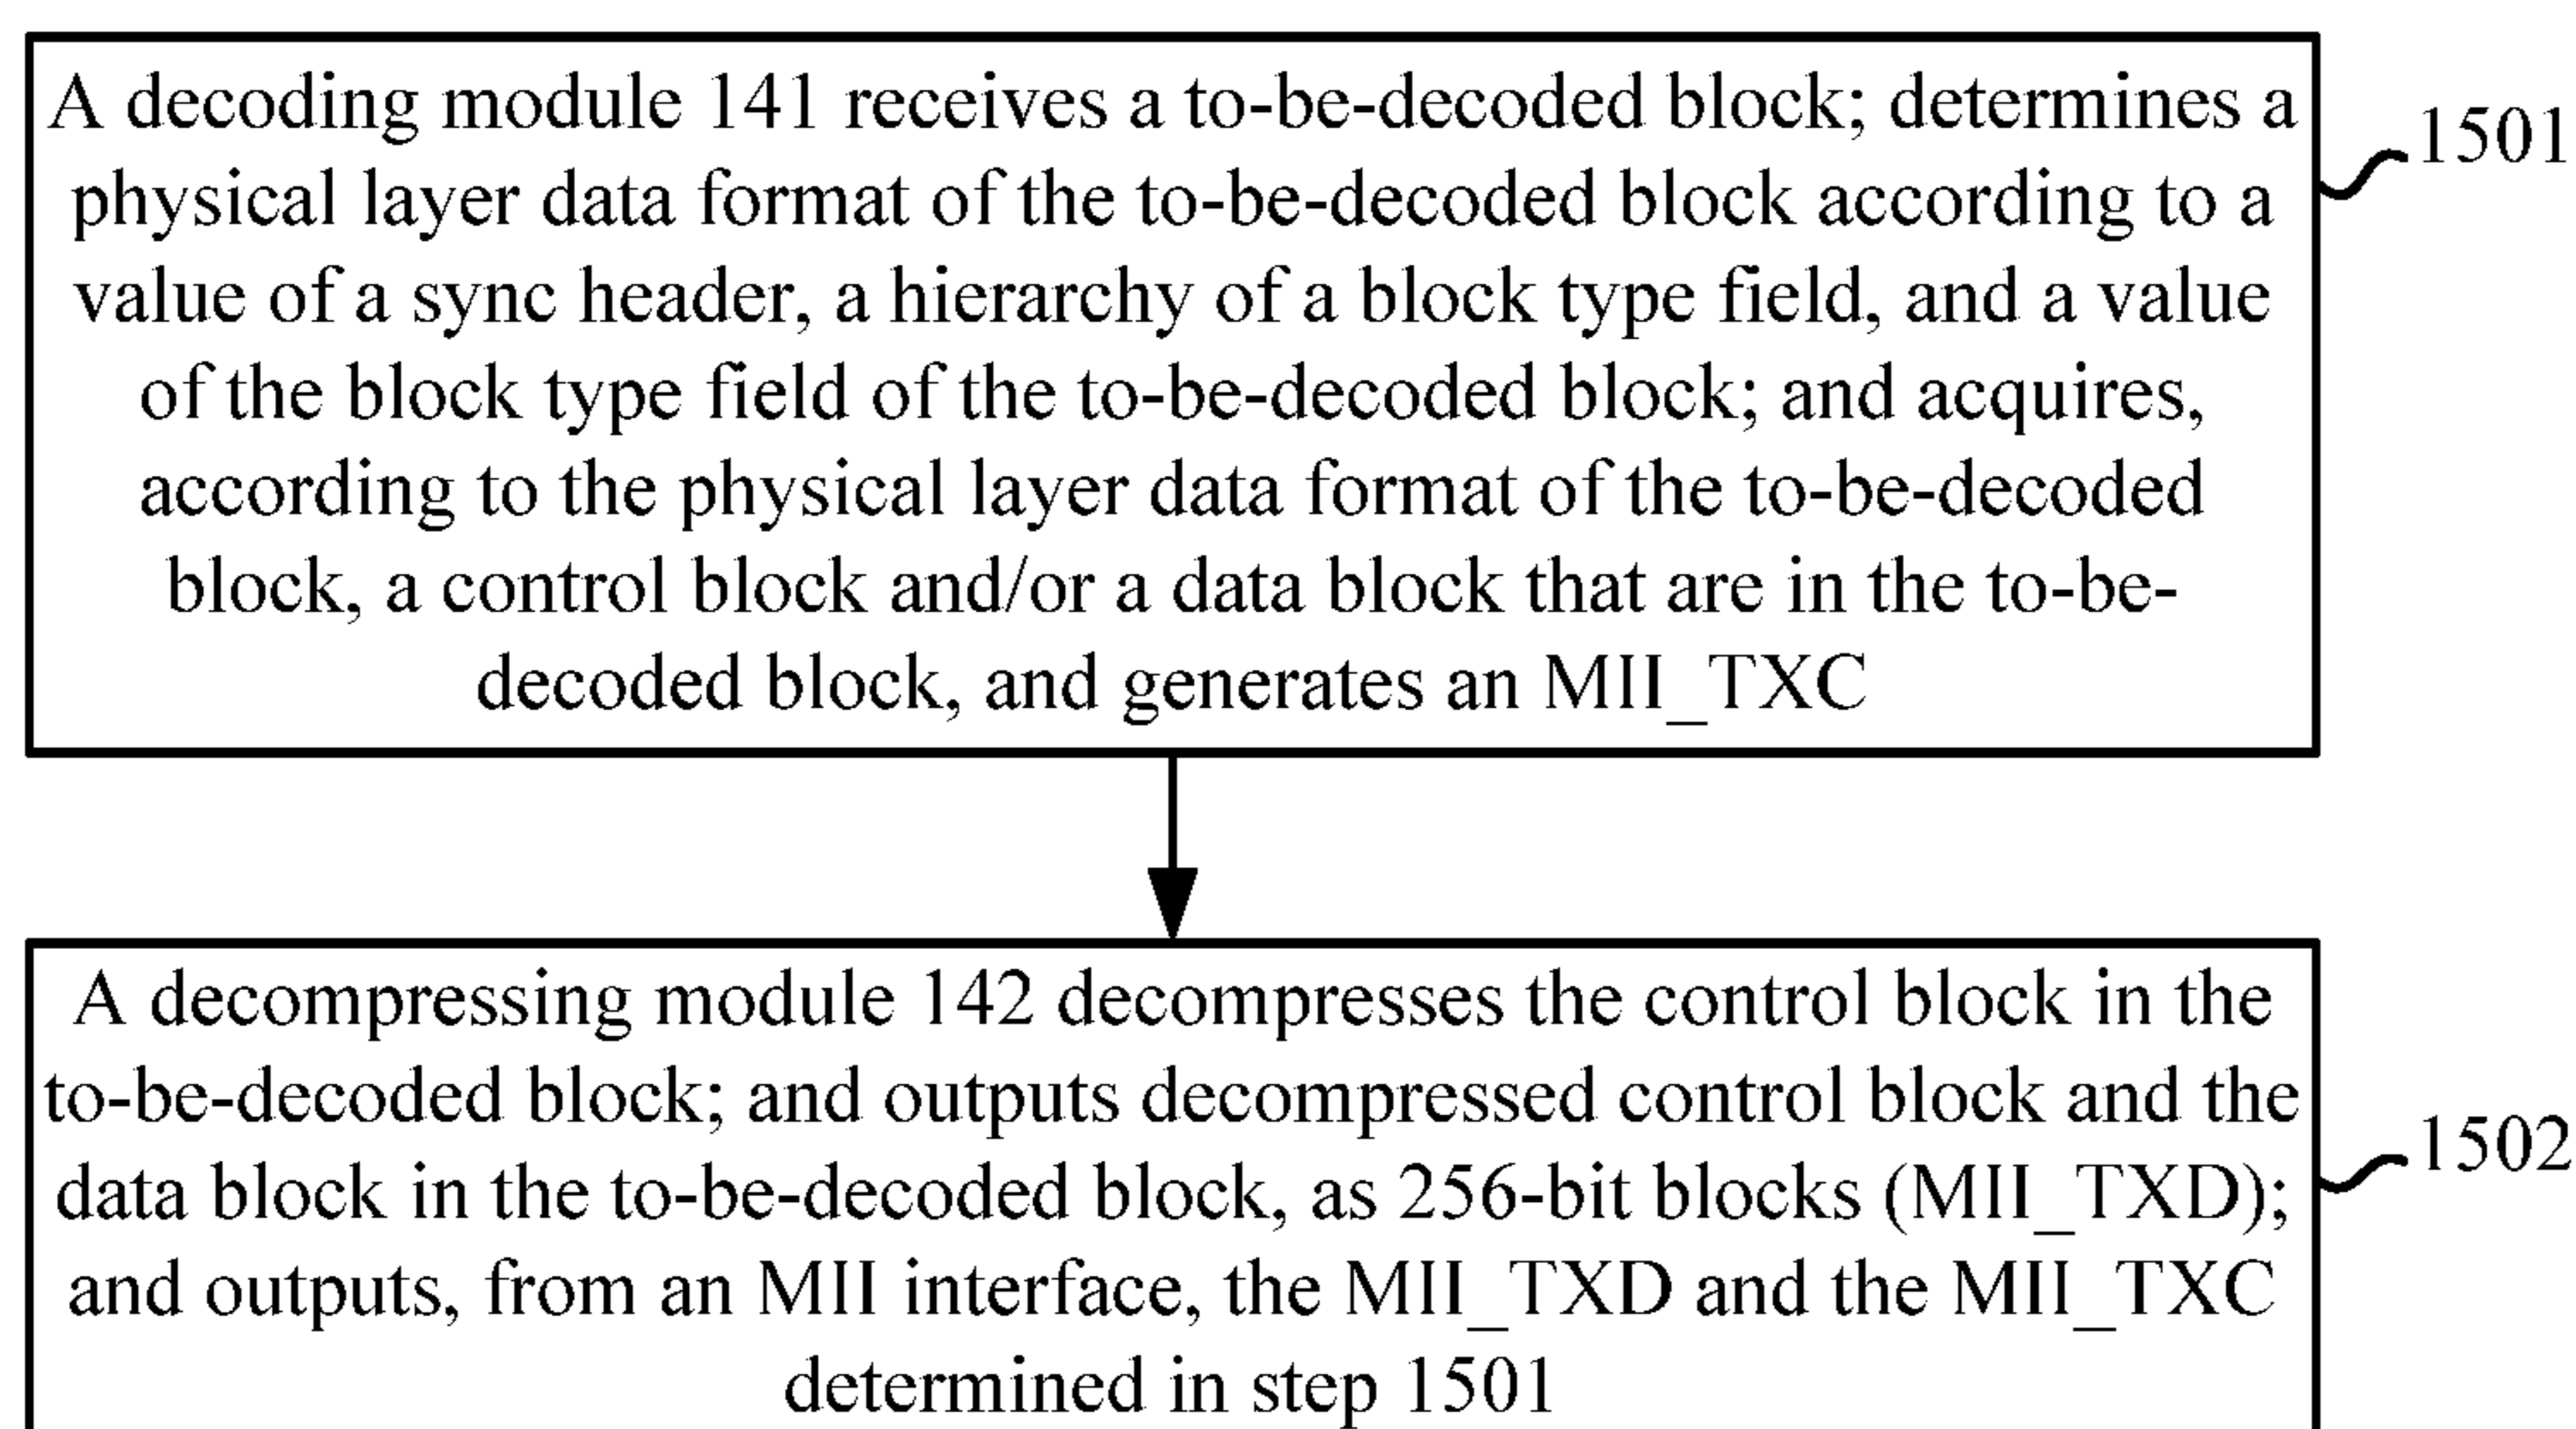 A decoding module 141 receives a to-be-decoded block; determines a
physical layer data format of the to-be-decoded block according to a
value of a sync header, a hierarchy of a block type field, and a value
of the block type field of the to-be-decoded block; and acquires,
according to the physical layer data format of the to-be-decoded
block, a control block and/or a data block that are in the to-be-
decoded block, and generates an MII_TXC
1501
A decompressing module 142 decompresses the control block in the
to-be-decoded block; and outputs decompressed control block and the
data block in the to-be-decoded block, as 256-bit blocks (MII_TXD);
and outputs, from an MII interface, the MII_TXD and the MII_TXC
determined in step 1501
1502